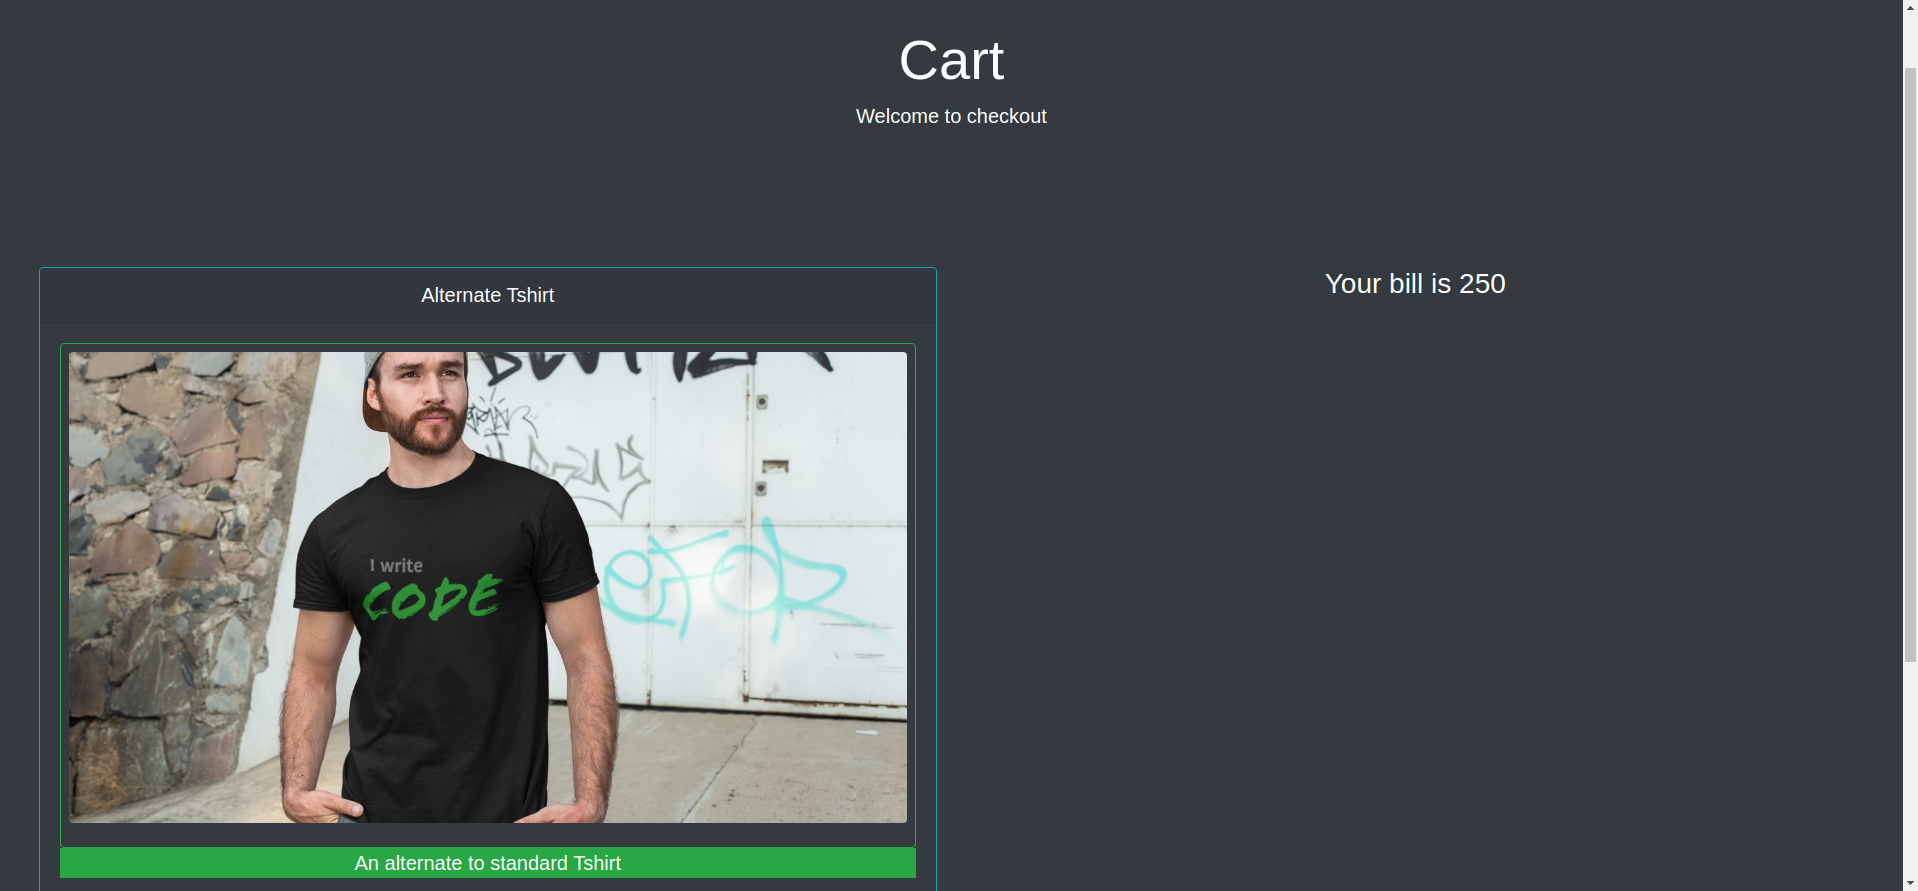 Cart
Welcome to checkout
Alternate Tshirt
Your bill is 250
I write
CODE
An alternate to standard Tshirt